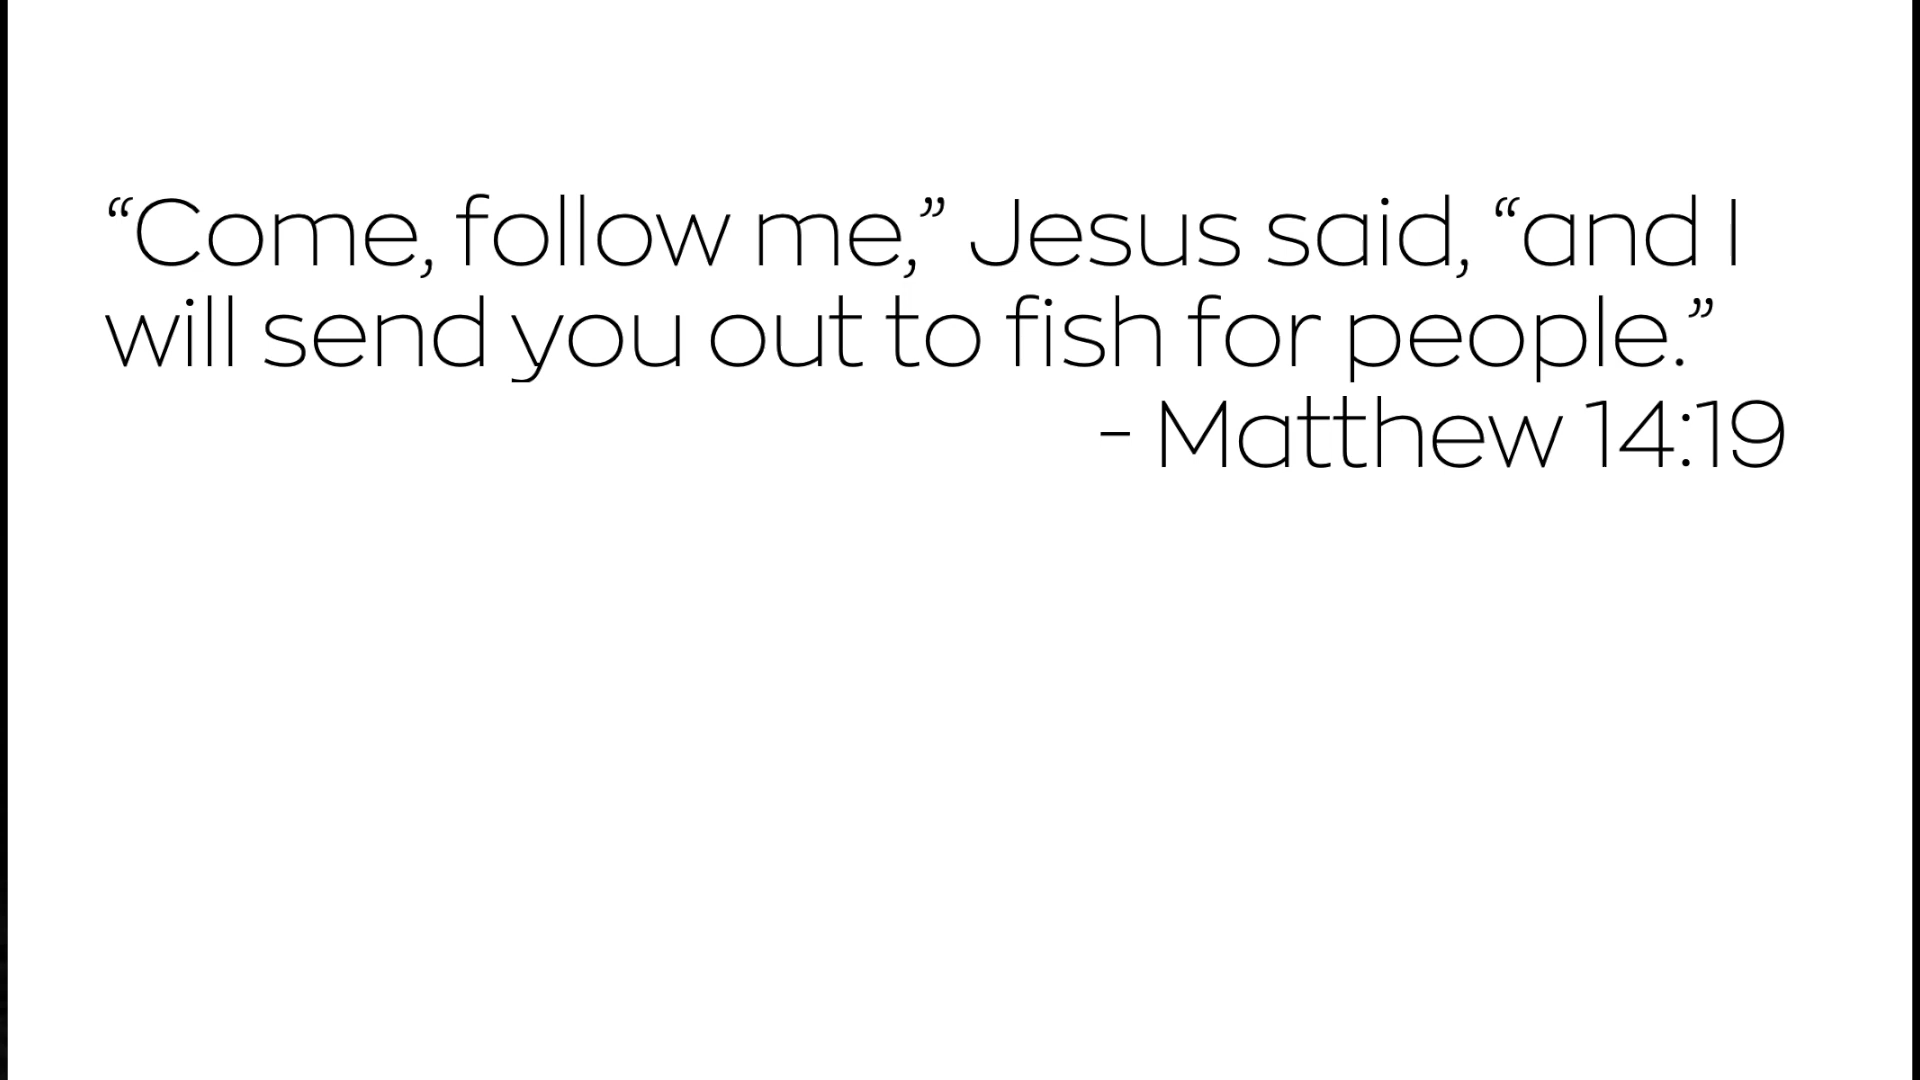 “Come, follow me,” Jesus said, “and I
will send you out to fish for people.”
- Matthew 14:19